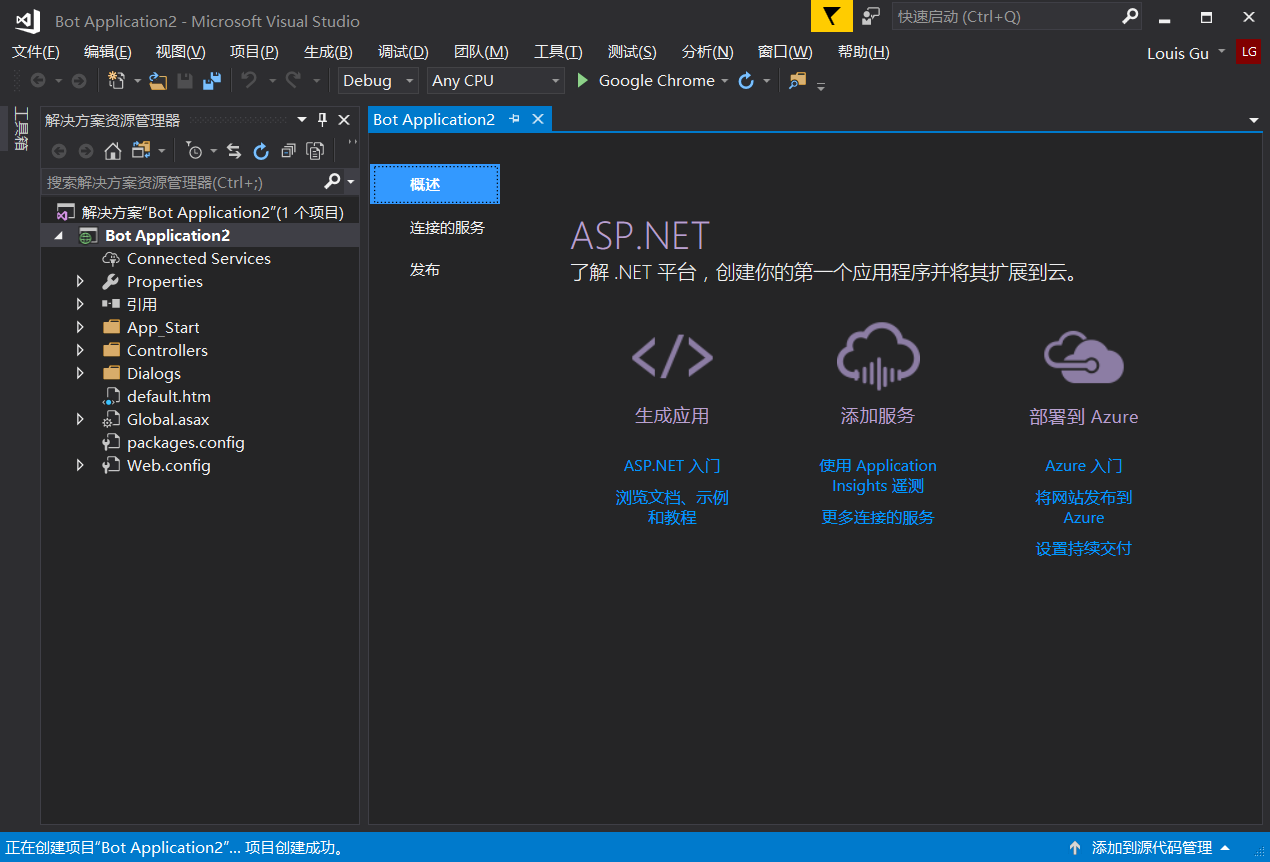 Bot Application2 - Microsoft Visual Studio
快速启动 (Ctrl+Q)
文件(F) 编辑(E) 视图(V) 项目(P) 生成(B) 调试(D) 团队(M) 工具(T) 测试(S) 分析(N) 窗口(W) 帮助(H)
Louis Gu LG
Debug Any CPU Google Chrome
工具箱
解决方案资源管理器
搜索解决方案资源管理器(Ctrl+;)
解决方案“Bot Application2”(1 个项目)
Bot Application2
Connected Services
Properties
引用
App_Start
Controllers
Dialogs
default.htm
Global.asax
packages.config
Web.config
Bot Application2
概述
连接的服务
发布
ASP.NET
了解 .NET 平台，创建你的第一个应用程序并将其扩展到云。
生成应用
ASP.NET 入门
浏览文档、示例
和教程
添加服务
使用 Application
Insights 遥测
更多连接的服务
部署到 Azure
Azure 入门
将网站发布到
Azure
设置持续交付
正在创建项目“Bot Application2”... 项目创建成功。
添加到源代码管理